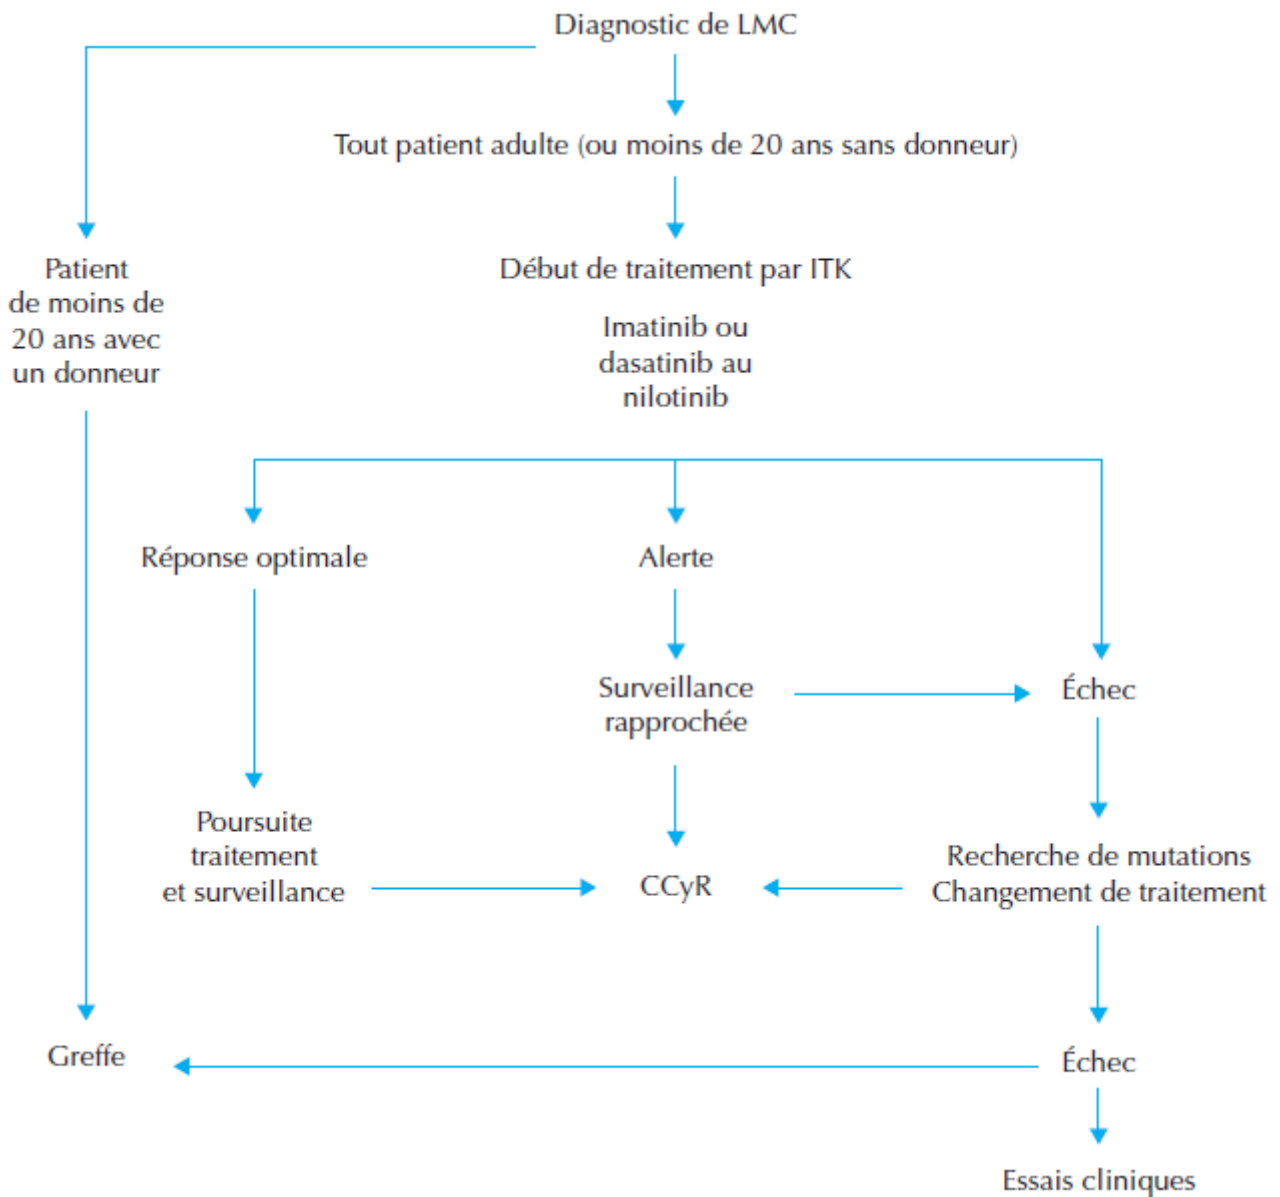 Diagnostic de LMC
Tout patient adulte (ou moins de 20 ans sans donneur)
Patient
de moins de
20 ans avec
un donneur
Début de traitement par ITK
Imatinib ou
dasatinib au
nilotinib
Réponse optimale
Alerte
Surveillance
rapprochée
Échec
Poursuite
traitement
et surveillance
CCyR
Recherche de mutations
Changement de traitement
Greffe
Échec
Essais cliniques